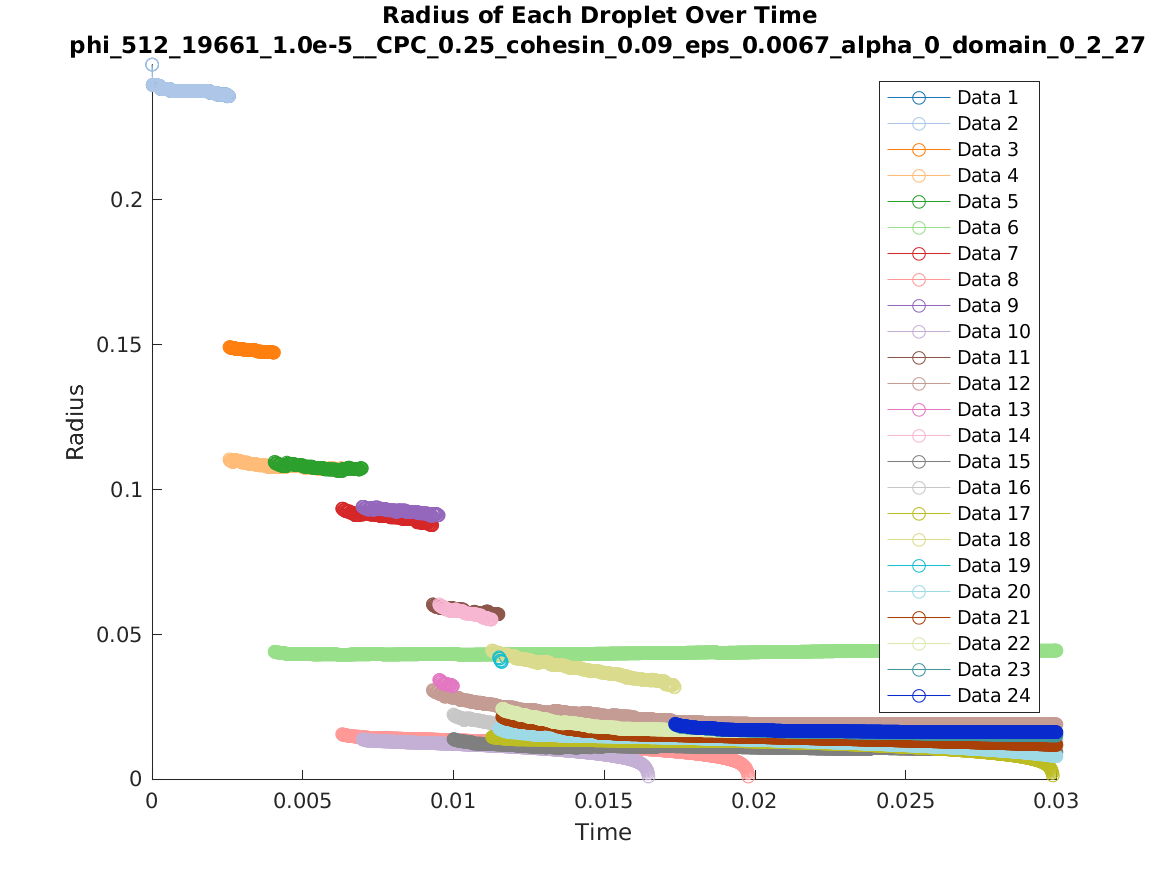 Radius of Each Droplet Over Time
phi_512_19661_1.0e-5__CPC_0.25_cohesin_0.09_eps_0.0067_alpha_0_domain_0_2_27
Radius
0.2
0.15
0.1
0.05
0
0
0.005
0.01
0.015
0.02
0.025
0.03
Time
Data 1
Data 2
Data 3
Data 4
Data 5
Data 6
Data 7
Data 8
Data 9
Data 10
Data 11
Data 12
Data 13
Data 14
Data 15
Data 16
Data 17
Data 18
Data 19
Data 20
Data 21
Data 22
Data 23
Data 24